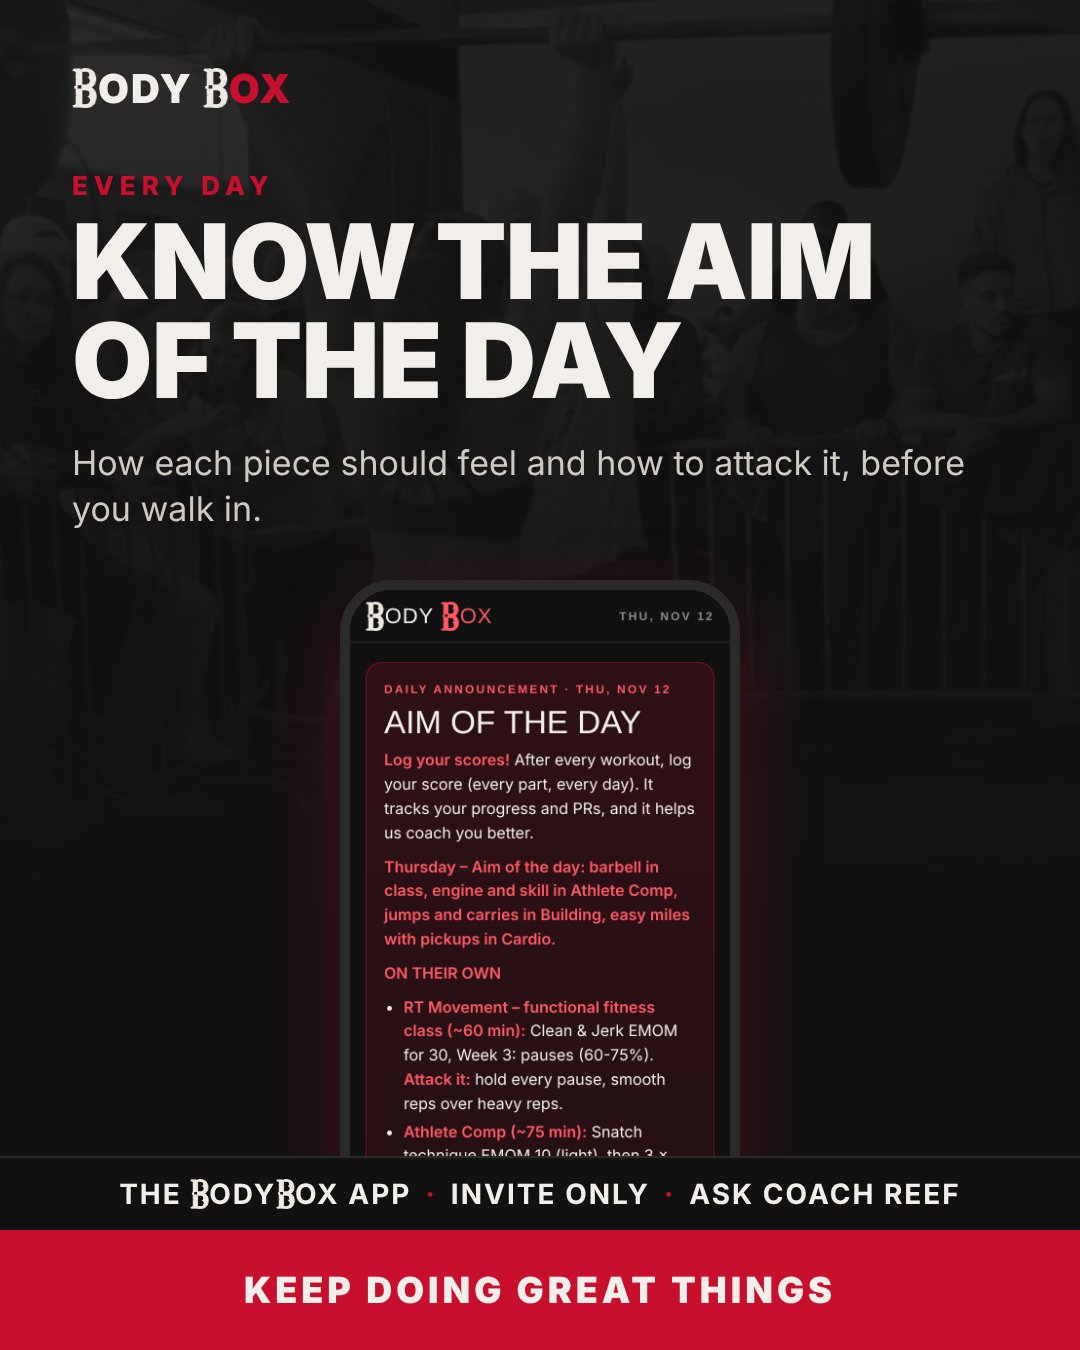 BODY BOX
EVERY DAY
KNOW THE AIM
OF THE DAY
How each piece should feel and how to attack it, before
you walk in.
BODY BOX
THU, NOV 12
DAILY ANNOUNCEMENT · THU, NOV 12
AIM OF THE DAY
Log your scores! After every workout, log
your score (every part, every day). It
tracks your progress and PRs, and it helps
us coach you better.
Thursday – Aim of the day: barbell in
class, engine and skill in Athlete Comp,
jumps and carries in Building, easy miles
with pickups in Cardio.
ON THEIR OWN
• RT Movement – functional fitness
class (~60 min): Clean & Jerk EMOM
for 30, Week 3: pauses (60-75%).
Attack it: hold every pause, smooth
reps over heavy reps.
• Athlete Comp (~75 min): Snatch
technique EMOM 10 (light), then 3 x
THE BODYBOX APP · INVITE ONLY · ASK COACH REEF
KEEP DOING GREAT THINGS